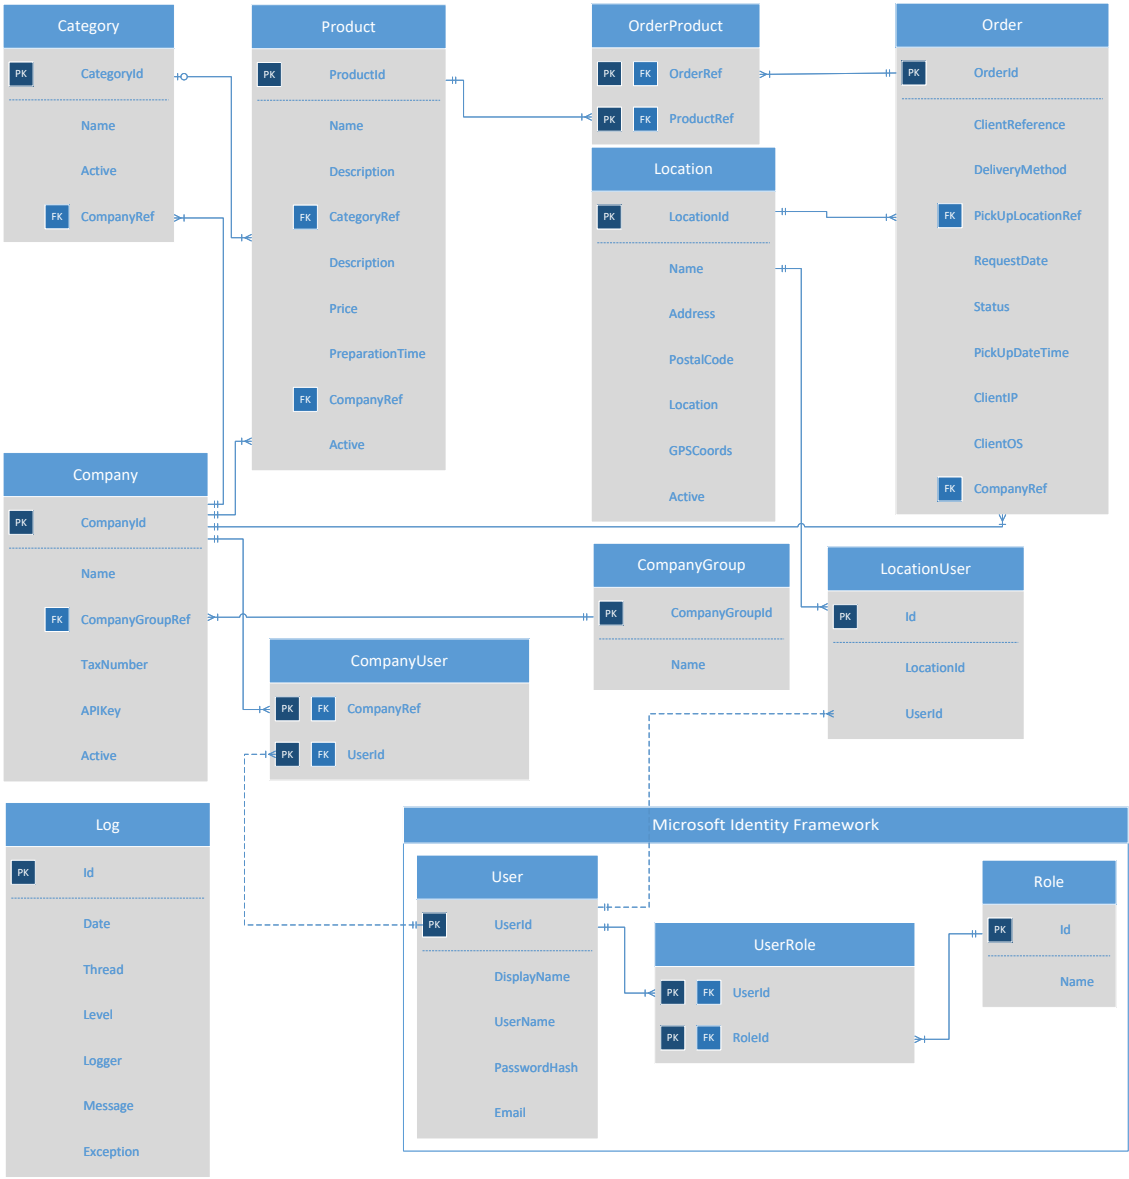 Category
PK CategoryId
Name
Active
FK CompanyRef
Product
PK ProductId
Name
Description
FK CategoryRef
Description
Price
PreparationTime
FK CompanyRef
Active
OrderProduct
PK FK OrderRef
PK FK ProductRef
Order
PK OrderId
ClientReference
DeliveryMethod
FK PickUpLocationRef
RequestDate
Status
PickUpDateTime
ClientIP
ClientOS
FK CompanyRef
Location
PK LocationId
Name
Address
PostalCode
Location
GPSCoords
Active
Company
PK CompanyId
Name
FK CompanyGroupRef
TaxNumber
APIKey
Active
CompanyGroup
PK CompanyGroupId
Name
LocationUser
PK Id
LocationId
UserId
CompanyUser
PK FK CompanyRef
PK FK UserId
Log
PK Id
Date
Thread
Level
Logger
Message
Exception
Microsoft Identity Framework
User
PK UserId
DisplayName
UserName
PasswordHash
Email
UserRole
PK FK UserId
PK FK RoleId
Role
PK Id
Name